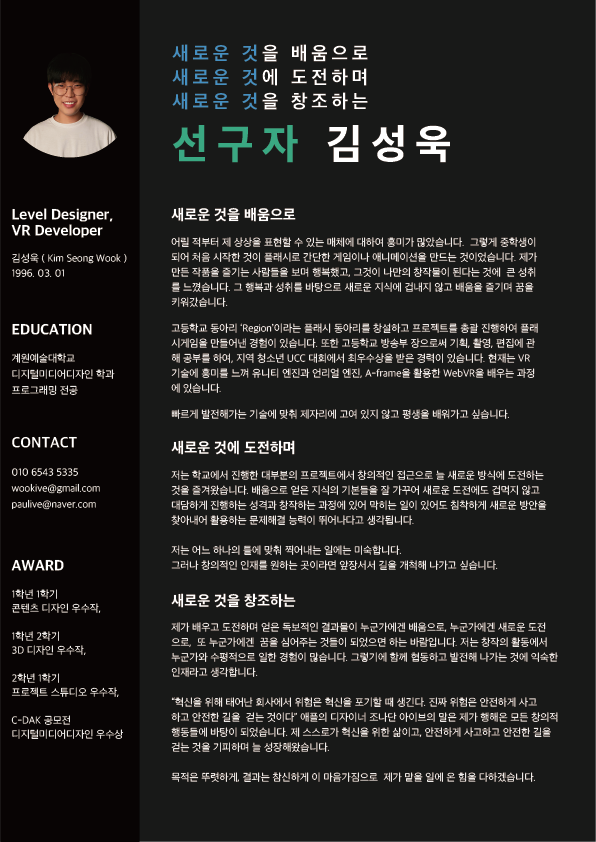 새로운 것을 배움으로
새로운 것에 도전하며
새로운 것을 창조하는
선구자 김성욱
Level Designer,
VR Developer
김성욱 ( Kim Seong Wook )
1996. 03. 01
EDUCATION
계원예술대학교
디지털미디어디자인 학과
프로그래밍 전공
CONTACT
010 6543 5335
wookive@gmail.com
paulive@naver.com
AWARD
1학년 1학기
콘텐츠 디자인 우수작,
1학년 2학기
3D 디자인 우수작,
2학년 1학기
프로젝트 스튜디오 우수작,
C-DAK 공모전
디지털미디어디자인 우수상
새로운 것을 배움으로
어릴 적부터 제 상상을 표현할 수 있는 매체에 대하여 흥미가 많았습니다. 그렇게 중학생이
되어 처음 시작한 것이 플래시로 간단한 게임이나 애니메이션을 만드는 것이었습니다. 제가
만든 작품을 즐기는 사람들을 보며 행복했고, 그것이 나만의 창작물이 된다는 것에 큰 성취
를 느꼈습니다. 그 행복과 성취를 바탕으로 새로운 지식에 겁내지 않고 배움을 즐기며 꿈을
키워갔습니다.
고등학교 동아리 'Region'이라는 플래시 동아리를 창설하고 프로젝트를 총괄 진행하여 플래
시게임을 만들어낸 경험이 있습니다. 또한 고등학교 방송부 장으로써 기획, 촬영, 편집에 관
해 공부를 하여, 지역 청소년 UCC 대회에서 최우수상을 받은 경력이 있습니다. 현재는 VR
기술에 흥미를 느껴 유니티 엔진과 언리얼 엔진, A-frame을 활용한 WebVR을 배우는 과정
에 있습니다.
빠르게 발전해가는 기술에 맞춰 제자리에 고여 있지 않고 평생을 배워가고 싶습니다.
새로운 것에 도전하며
저는 학교에서 진행한 대부분의 프로젝트에서 창의적인 접근으로 늘 새로운 방식에 도전하는
것을 즐겨왔습니다. 배움으로 얻은 지식의 기본들을 잘 가꾸어 새로운 도전에도 겁먹지 않고
대담하게 진행하는 성격과 창작하는 과정에 있어 막히는 일이 있어도 침착하게 새로운 방안을
찾아내어 활용하는 문제해결 능력이 뛰어나다고 생각됩니다.
저는 어느 하나의 틀에 맞춰 찍어내는 일에는 미숙합니다.
그러나 창의적인 인재를 원하는 곳이라면 앞장서서 길을 개척해 나가고 싶습니다.
새로운 것을 창조하는
제가 배우고 도전하며 얻은 독보적인 결과물이 누군가에겐 배움으로, 누군가에겐 새로운 도전
으로, 또 누군가에겐 꿈을 심어주는 것들이 되었으면 하는 바람입니다. 저는 창작의 활동에서
누군가와 수평적으로 일한 경험이 많습니다. 그렇기에 함께 협동하고 발전해 나가는 것에 익숙한
인재라고 생각합니다.
“혁신을 위해 태어난 회사에서 위험은 혁신을 포기할 때 생긴다. 진짜 위험은 안전하게 사고
하고 안전한 길을 걷는 것이다” 애플의 디자이너 조나단 아이브의 말은 제가 행해온 모든 창의적
행동들에 바탕이 되었습니다. 제 스스로가 혁신을 위한 삶이고, 안전하게 사고하고 안전한 길을
걷는 것을 기피하며 늘 성장해왔습니다.
목적은 뚜렷하게, 결과는 참신하게 이 마음가짐으로 제가 맡을 일에 온 힘을 다하겠습니다.